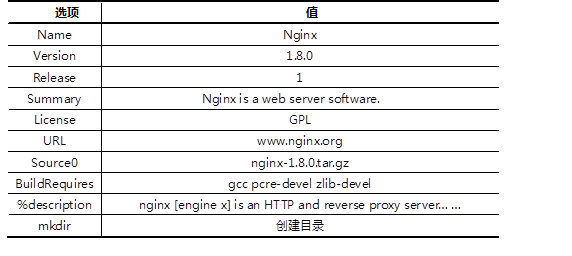 选项 值
Name Nginx
Version 1.8.0
Release 1
Summary Nginx is a web server software.
License GPL
URL www.nginx.org
Source0 nginx-1.8.0.tar.gz
BuildRequires gcc pcre-devel zlib-devel
%description nginx [engine x] is an HTTP and reverse proxy server... ...
mkdir 创建目录